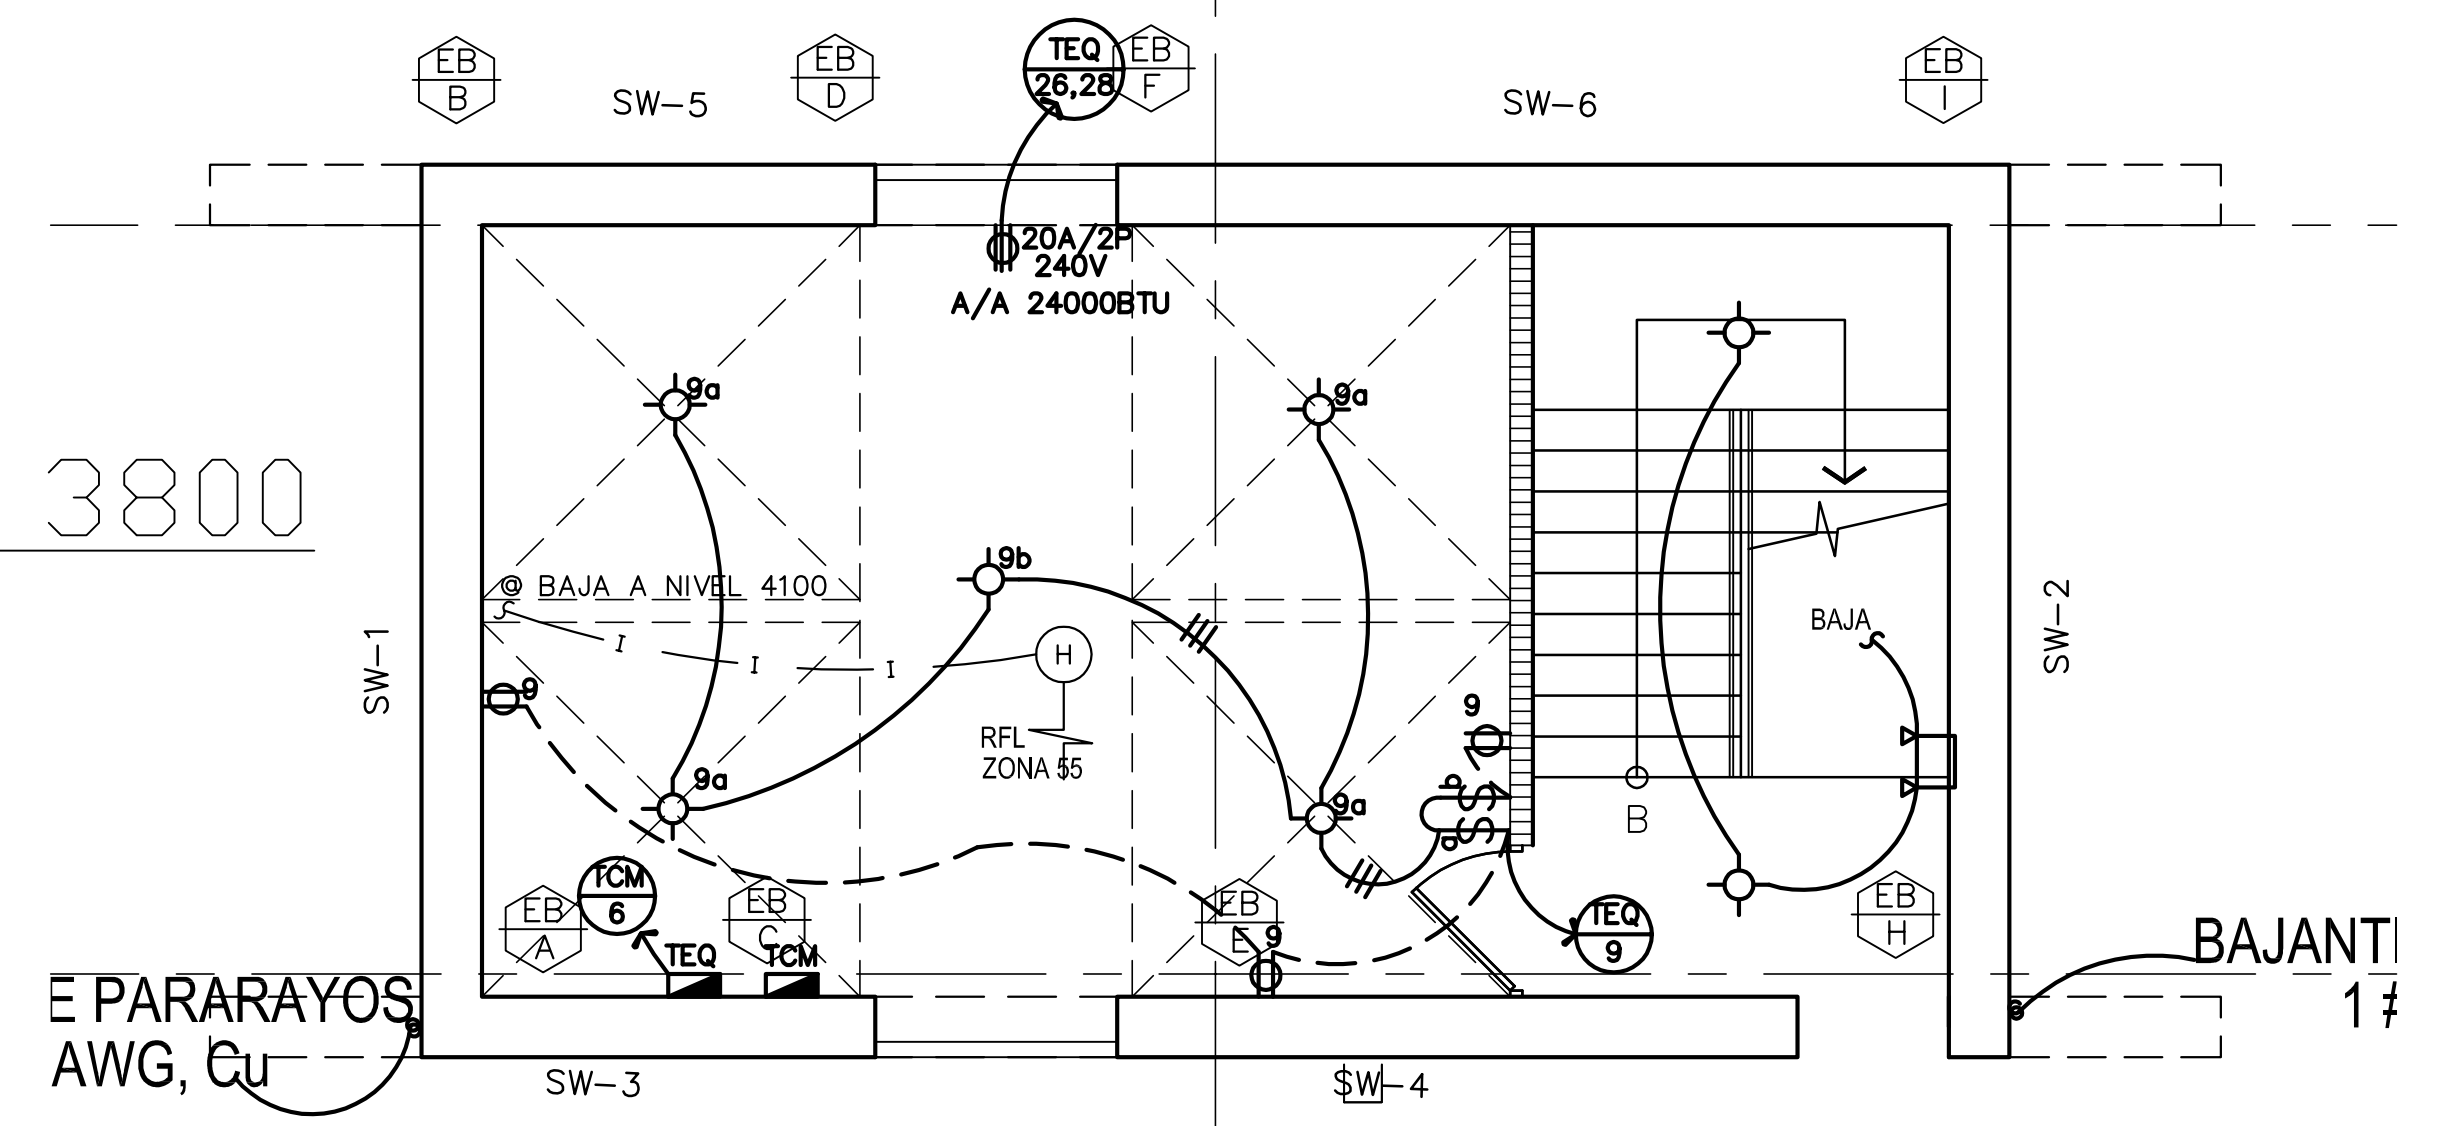 EB
B
SW-5
EB
D
TEQ
26,28
EB
F
SW-6
EB
I
20A/2P
240V
A/A 24000BTU
9a
9a
3800
9b
@ BAJA A NIVEL 4100
S
I
I
I
H
SW-1
SW-2
BAJA
9
9
RFL
ZONA 55
9a
9a
b
S
S
a
B
TCM
6
EB
A
EB
C
TEQ
TCM
EB
E
9
TEQ
9
EB
H
BAJANT
E PARARAYOS
1 #
AWG, Cu
SW-3
SW-4